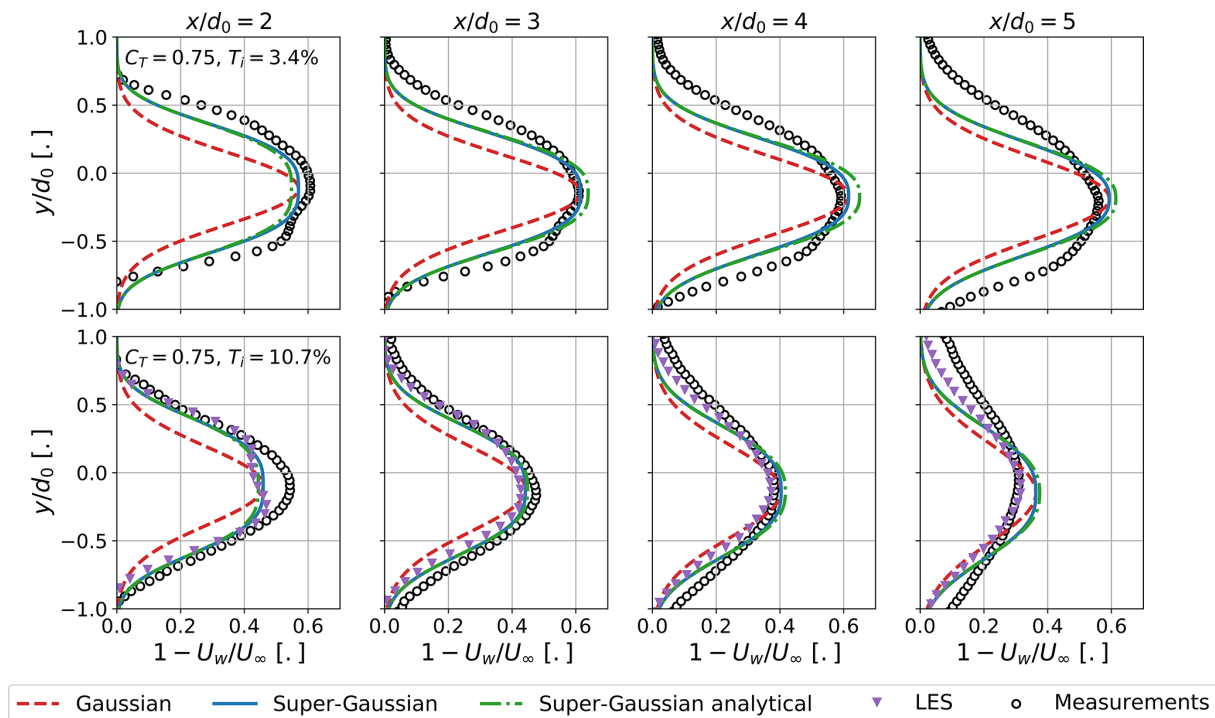 x/d₀ = 2 x/d₀ = 3 x/d₀ = 4 x/d₀ = 5
1.0
C_T = 0.75, T_i = 3.4%
0.5
0.0
−0.5
−1.0
y/d₀ [.]
1.0
C_T = 0.75, T_i = 10.7%
0.5
0.0
−0.5
−1.0
y/d₀ [.]
0.0 0.2 0.4 0.6 0.0 0.2 0.4 0.6 0.0 0.2 0.4 0.6 0.0 0.2 0.4 0.6
1 − U_w/U_∞ [.] 1 − U_w/U_∞ [.] 1 − U_w/U_∞ [.] 1 − U_w/U_∞ [.]
Gaussian Super-Gaussian Super-Gaussian analytical LES Measurements